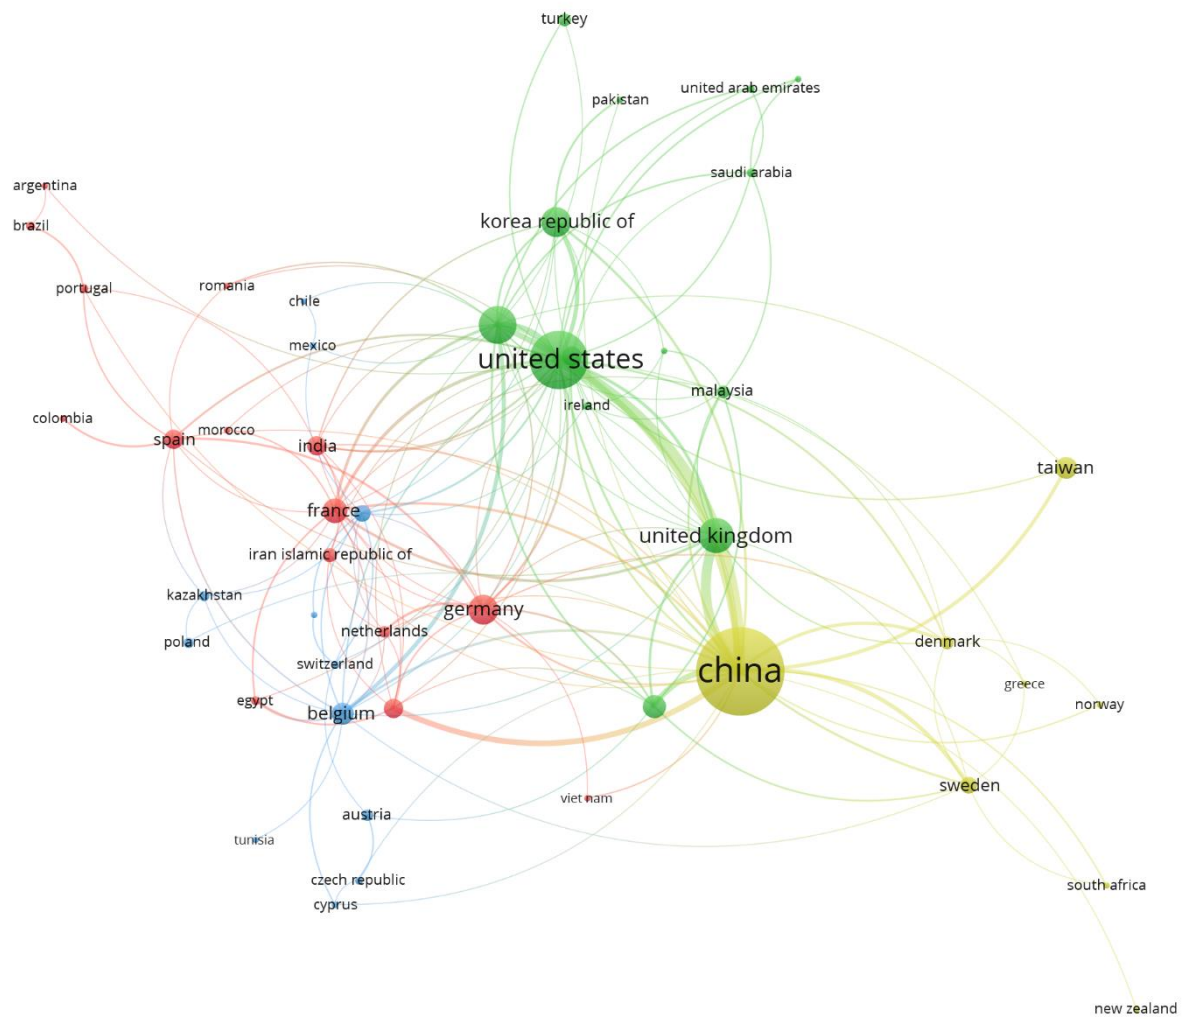 turkey
united arab emirates
pakistan
saudi arabia
argentina
brazil
korea republic of
portugal
romania
chile
mexico
united states
malaysia
ireland
colombia
spain
morocco
india
taiwan
france
united kingdom
iran islamic republic of
kazakhstan
germany
netherlands
poland
denmark
switzerland
china
greece
egypt
belgium
norway
sweden
viet nam
austria
tunisia
czech republic
south africa
cyprus
new zealand